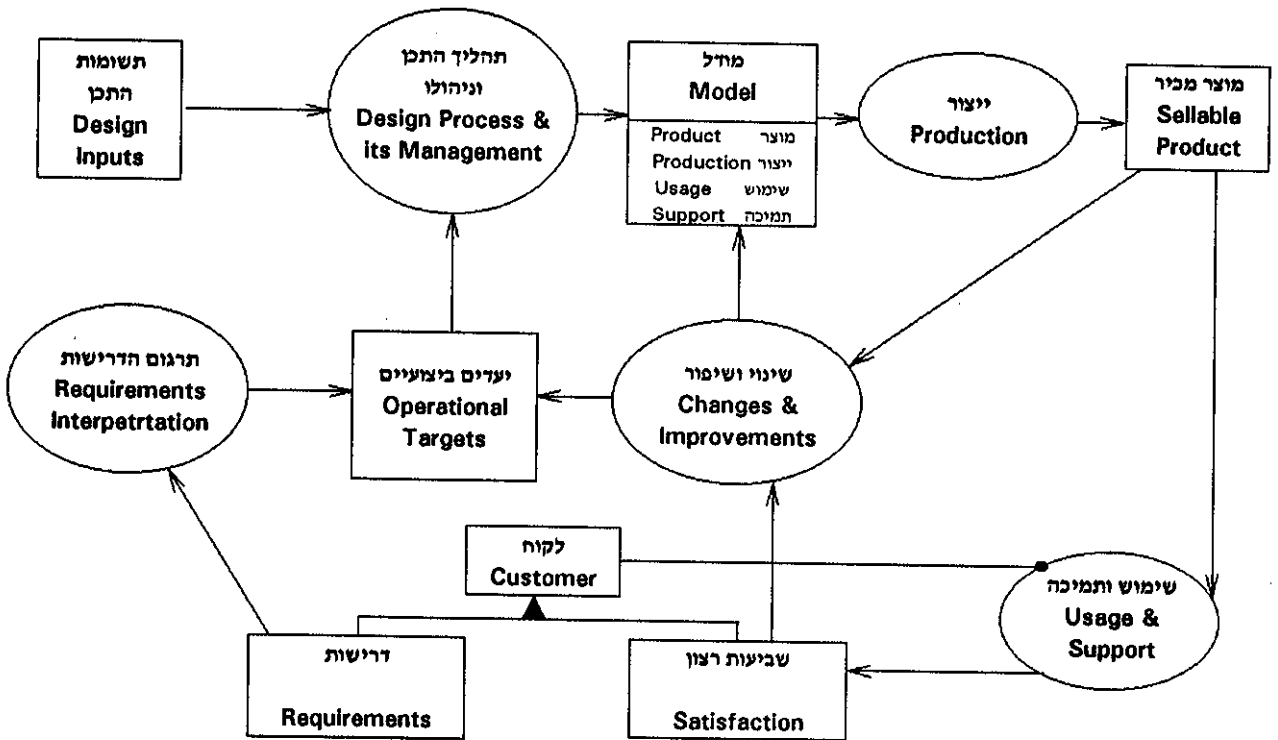 תשומות
התכן
Design
Inputs
תהליך התכן
וניהולו
Design Process &
its Management
מודל
Model
Product מוצר
Production ייצור
Usage שימוש
Support תמיכה
ייצור
Production
מוצר מכיר
Sellable
Product
תרגום הדרישות
Requirements
Interpetrtation
יעדים ביצועיים
Operational
Targets
שינוי ושיפור
Changes &
Improvements
לקוח
Customer
שימוש ותמיכה
Usage &
Support
דרישות
Requirements
שביעות רצון
Satisfaction